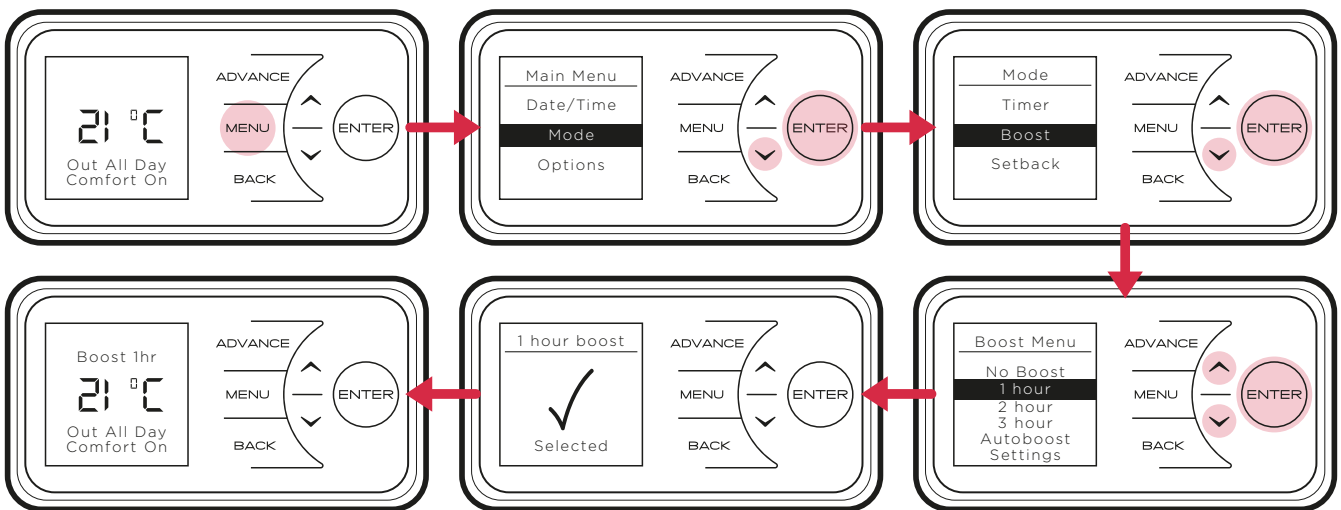 21 °C
Out All Day
Comfort On
ADVANCE
MENU
BACK
ENTER
Main Menu
Date/Time
Mode
Options
ADVANCE
MENU
BACK
ENTER
Mode
Timer
Boost
Setback
ADVANCE
MENU
BACK
ENTER
Boost 1hr
21 °C
Out All Day
Comfort On
ADVANCE
MENU
BACK
ENTER
1 hour boost
Selected
ADVANCE
MENU
BACK
ENTER
Boost Menu
No Boost
1 hour
2 hour
3 hour
Autoboost
Settings
ADVANCE
MENU
BACK
ENTER